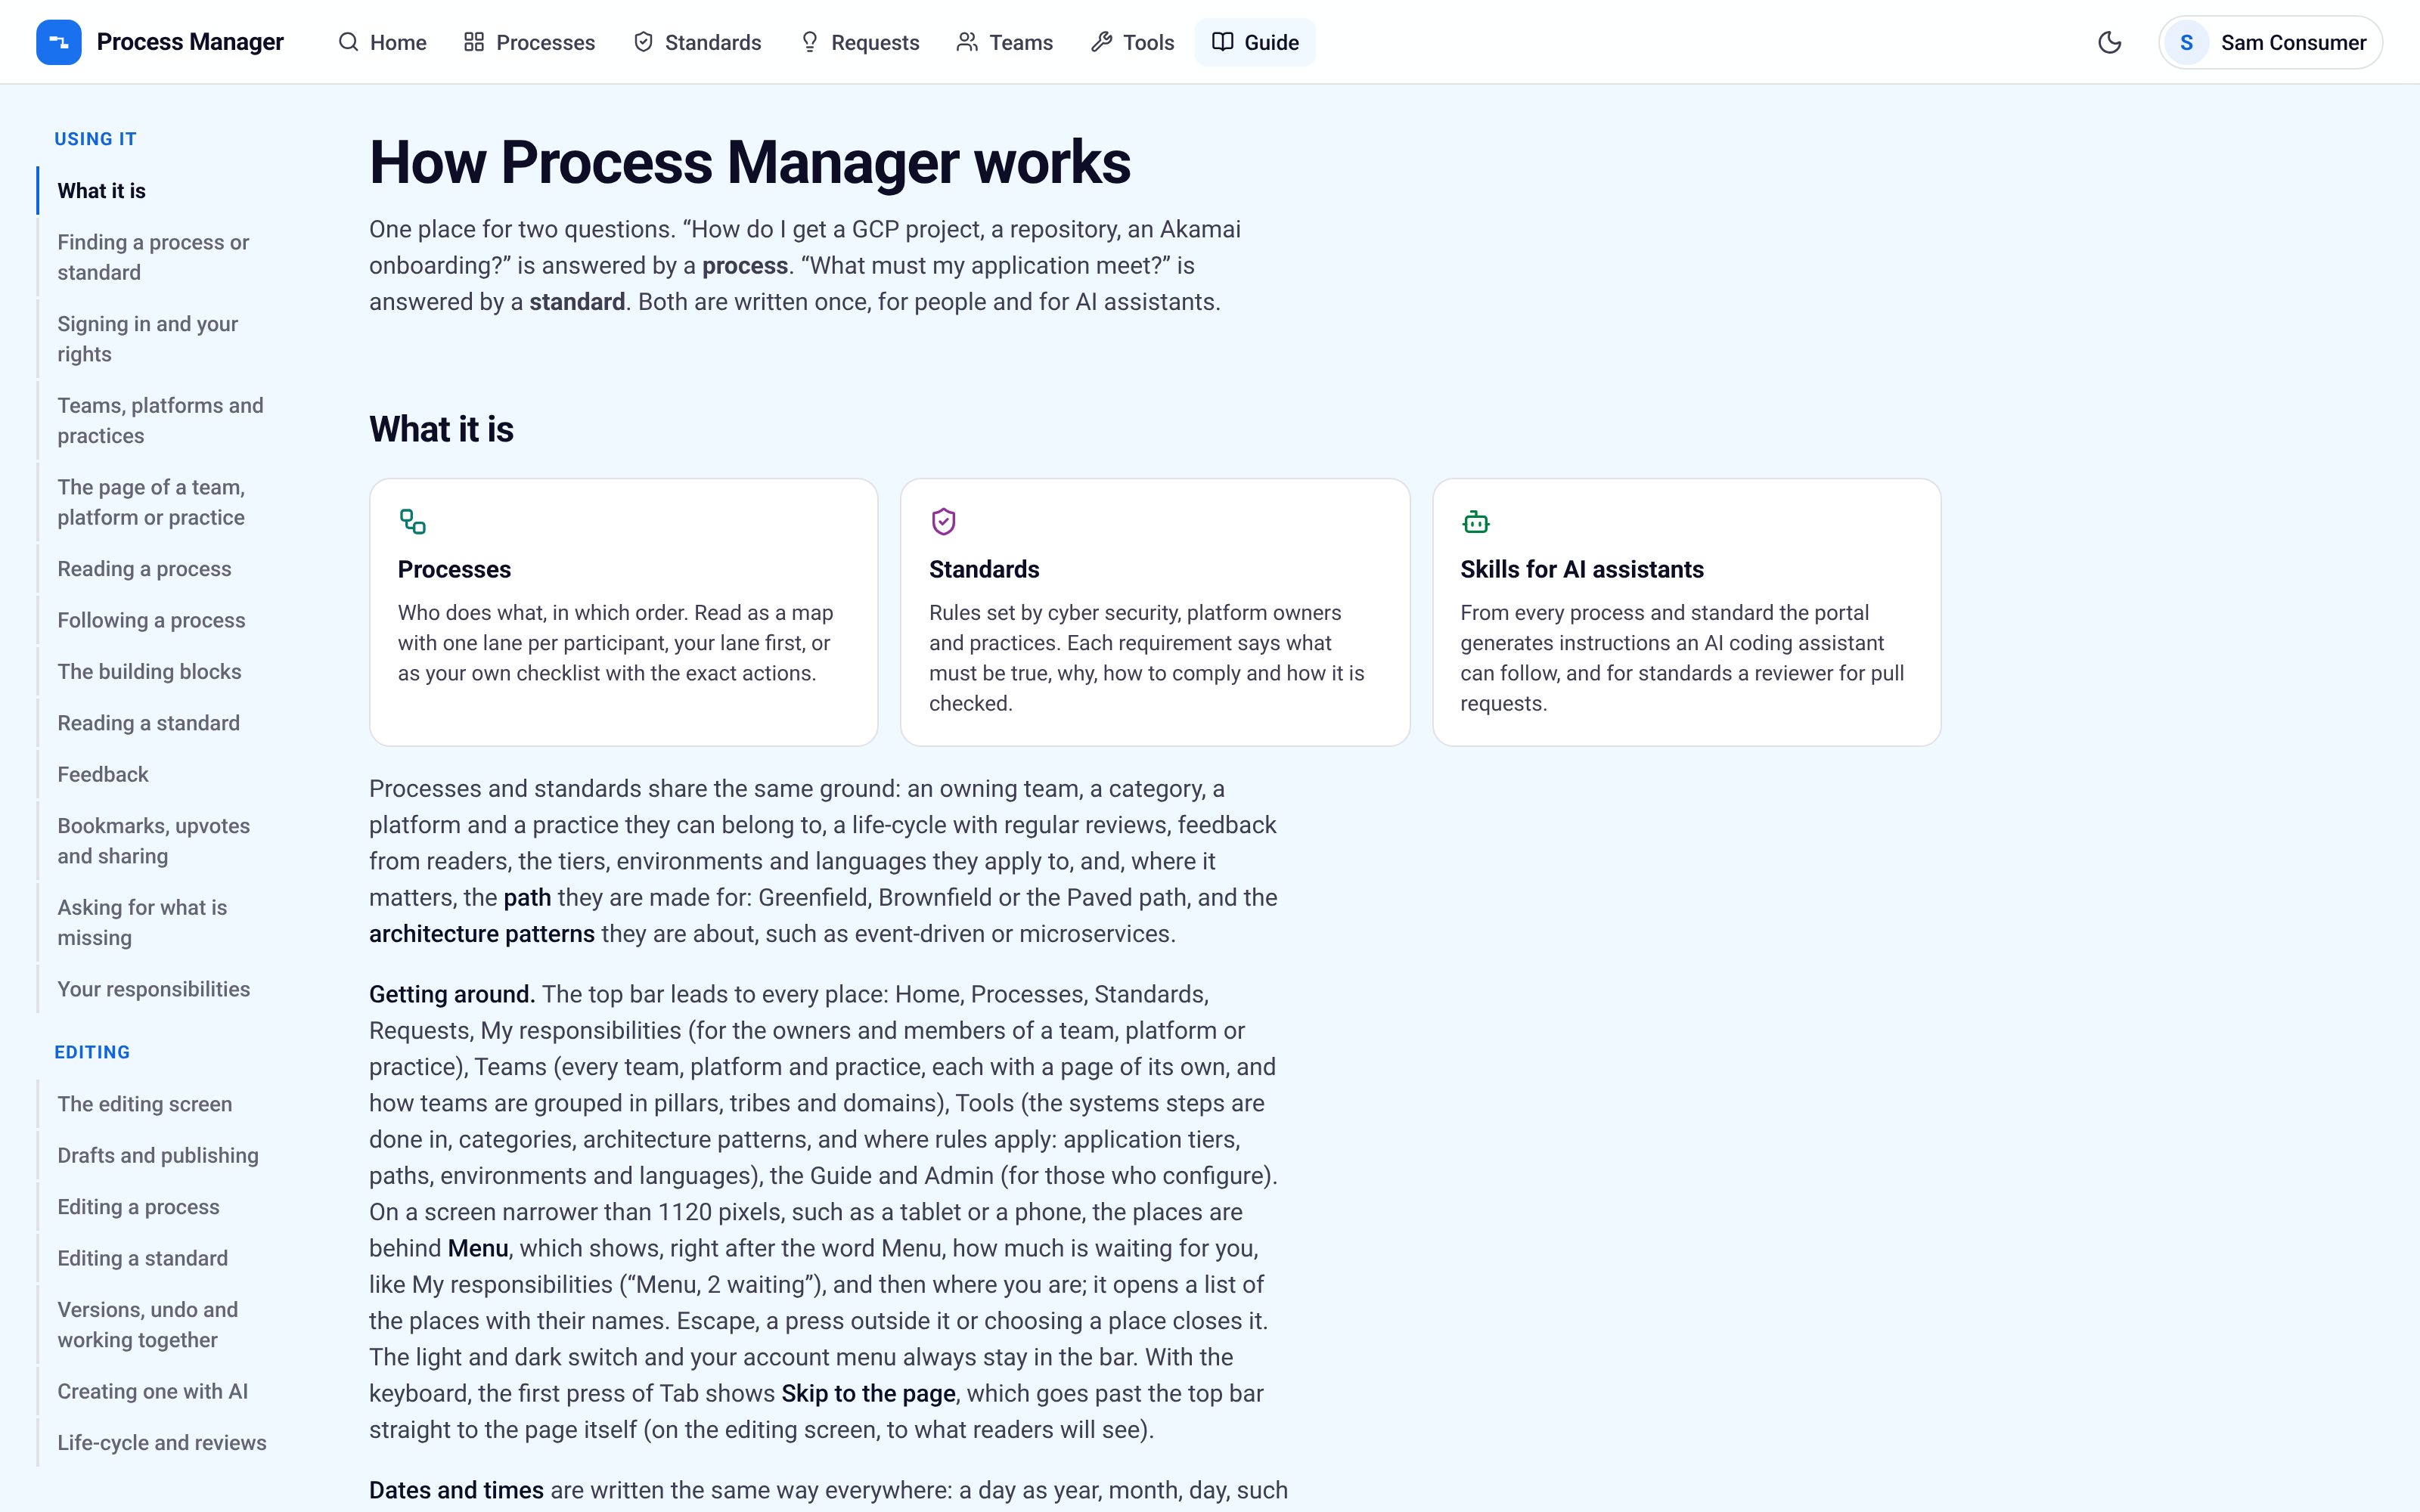 Process Manager
Home
Processes
Standards
Requests
Teams
Tools
Guide
S
Sam Consumer
USING IT
What it is
Finding a process or
standard
Signing in and your
rights
Teams, platforms and
practices
The page of a team,
platform or practice
Reading a process
Following a process
The building blocks
Reading a standard
Feedback
Bookmarks, upvotes
and sharing
Asking for what is
missing
Your responsibilities
EDITING
The editing screen
Drafts and publishing
Editing a process
Editing a standard
Versions, undo and
working together
Creating one with AI
Life-cycle and reviews
How Process Manager works
One place for two questions. “How do I get a GCP project, a repository, an Akamai
onboarding?” is answered by a process. “What must my application meet?” is
answered by a standard. Both are written once, for people and for AI assistants.
What it is
Processes
Who does what, in which order. Read as a map
with one lane per participant, your lane first, or
as your own checklist with the exact actions.
Standards
Rules set by cyber security, platform owners
and practices. Each requirement says what
must be true, why, how to comply and how it is
checked.
Skills for AI assistants
From every process and standard the portal
generates instructions an AI coding assistant
can follow, and for standards a reviewer for pull
requests.
Processes and standards share the same ground: an owning team, a category, a
platform and a practice they can belong to, a life-cycle with regular reviews, feedback
from readers, the tiers, environments and languages they apply to, and, where it
matters, the path they are made for: Greenfield, Brownfield or the Paved path, and the
architecture patterns they are about, such as event-driven or microservices.
Getting around. The top bar leads to every place: Home, Processes, Standards,
Requests, My responsibilities (for the owners and members of a team, platform or
practice), Teams (every team, platform and practice, each with a page of its own, and
how teams are grouped in pillars, tribes and domains), Tools (the systems steps are
done in, categories, architecture patterns, and where rules apply: application tiers,
paths, environments and languages), the Guide and Admin (for those who configure).
On a screen narrower than 1120 pixels, such as a tablet or a phone, the places are
behind Menu, which shows, right after the word Menu, how much is waiting for you,
like My responsibilities (“Menu, 2 waiting”), and then where you are; it opens a list of
the places with their names. Escape, a press outside it or choosing a place closes it.
The light and dark switch and your account menu always stay in the bar. With the
keyboard, the first press of Tab shows Skip to the page, which goes past the top bar
straight to the page itself (on the editing screen, to what readers will see).
Dates and times are written the same way everywhere: a day as year, month, day, such